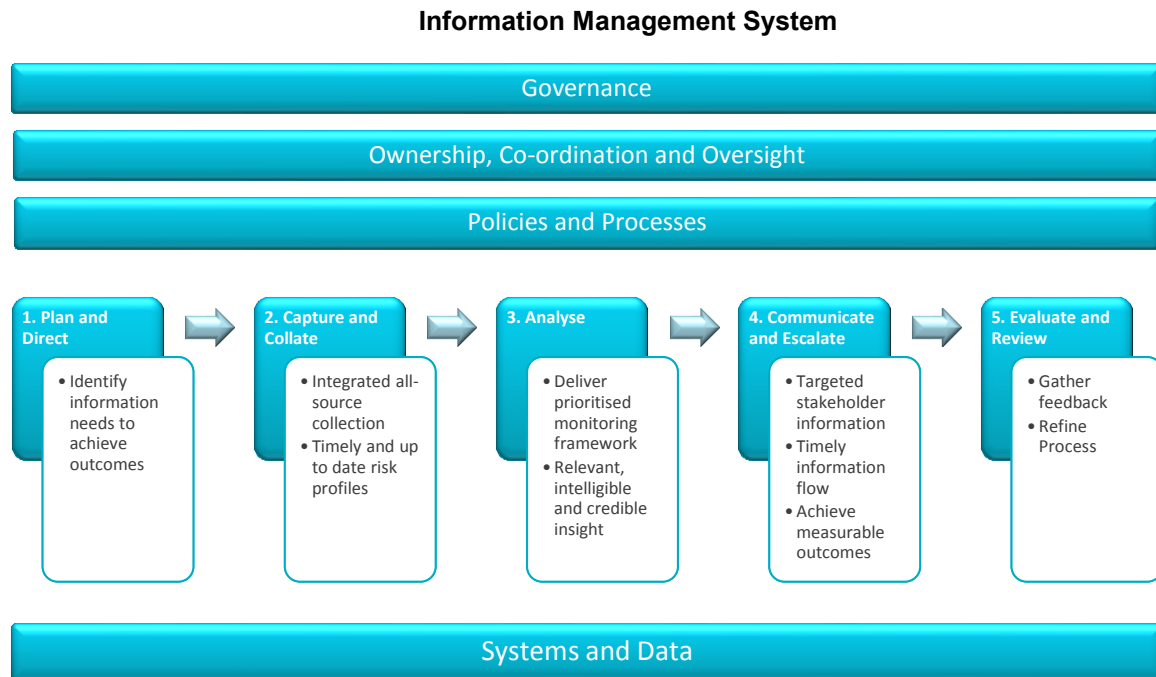 Information Management System
Governance
Ownership, Co-ordination and Oversight
Policies and Processes
1. Plan and
Direct
• Identify
information
needs to
achieve
outcomes
2. Capture and
Collate
• Integrated all-
source
collection
• Timely and up
to date risk
profiles
3. Analyse
• Deliver
prioritised
monitoring
framework
• Relevant,
intelligible
and credible
insight
4. Communicate
and Escalate
• Targeted
stakeholder
information
• Timely
information
flow
• Achieve
measurable
outcomes
5. Evaluate and
Review
• Gather
feedback
• Refine
Process
Systems and Data